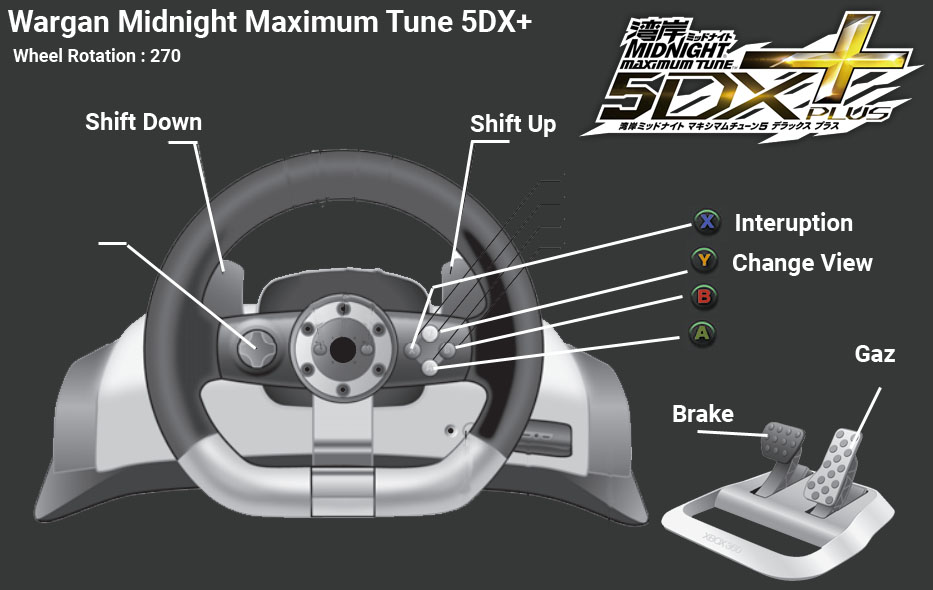 Wargan Midnight Maximum Tune 5DX+
Wheel Rotation : 270
湾岸 ミッドナイト
MIDNIGHT
MAXIMUM TUNE
5DX+
PLUS
湾岸ミッドナイト マキシマムチューン5 デラックス プラス
Shift Down
Shift Up
X Interuption
Y Change View
B
A
Gaz
Brake
XBOX360